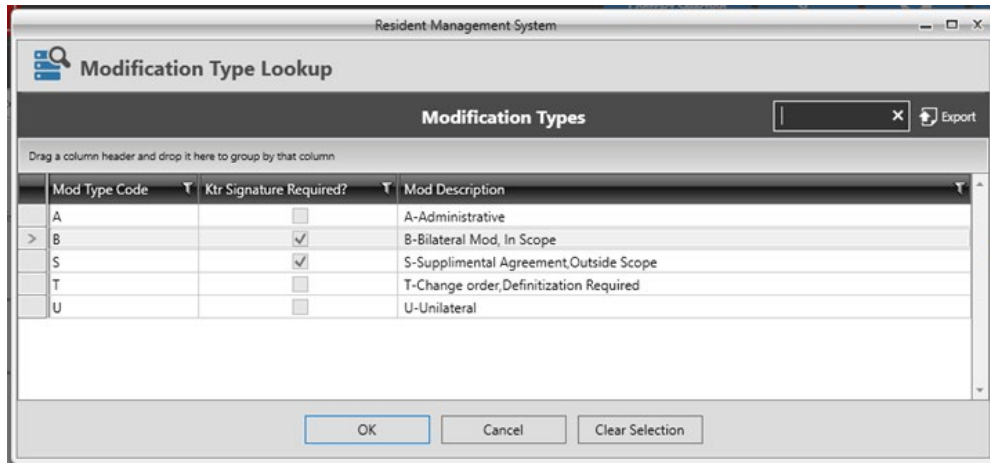 Resident Management System
Modification Type Lookup
Modification Types
Export
Drag a column header and drop it here to group by that column
Mod Type Code Ktr Signature Required? Mod Description
A A-Administrative
B B-Bilateral Mod, In Scope
S S-Supplimental Agreement,Outside Scope
T T-Change order,Definitization Required
U U-Unilateral
OK Cancel Clear Selection